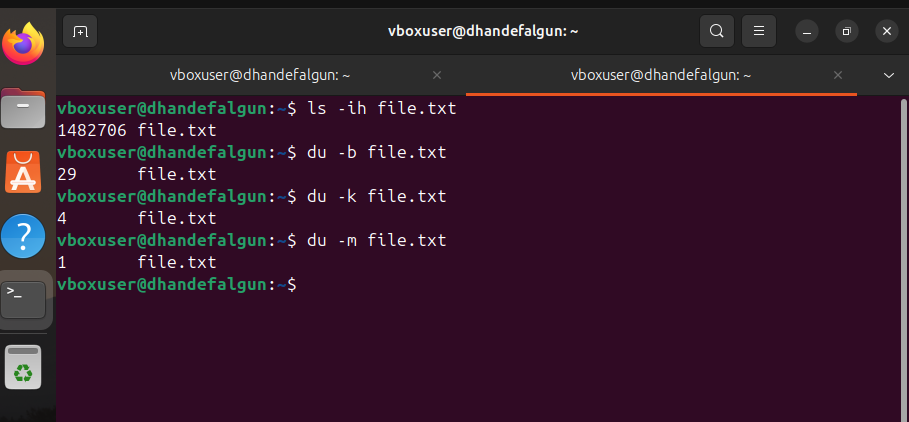 vboxuser@dhandefalgun: ~
vboxuser@dhandefalgun: ~ × vboxuser@dhandefalgun: ~ ×
vboxuser@dhandefalgun:~$ ls -ih file.txt
1482706 file.txt
vboxuser@dhandefalgun:~$ du -b file.txt
29 file.txt
vboxuser@dhandefalgun:~$ du -k file.txt
4 file.txt
vboxuser@dhandefalgun:~$ du -m file.txt
1 file.txt
vboxuser@dhandefalgun:~$